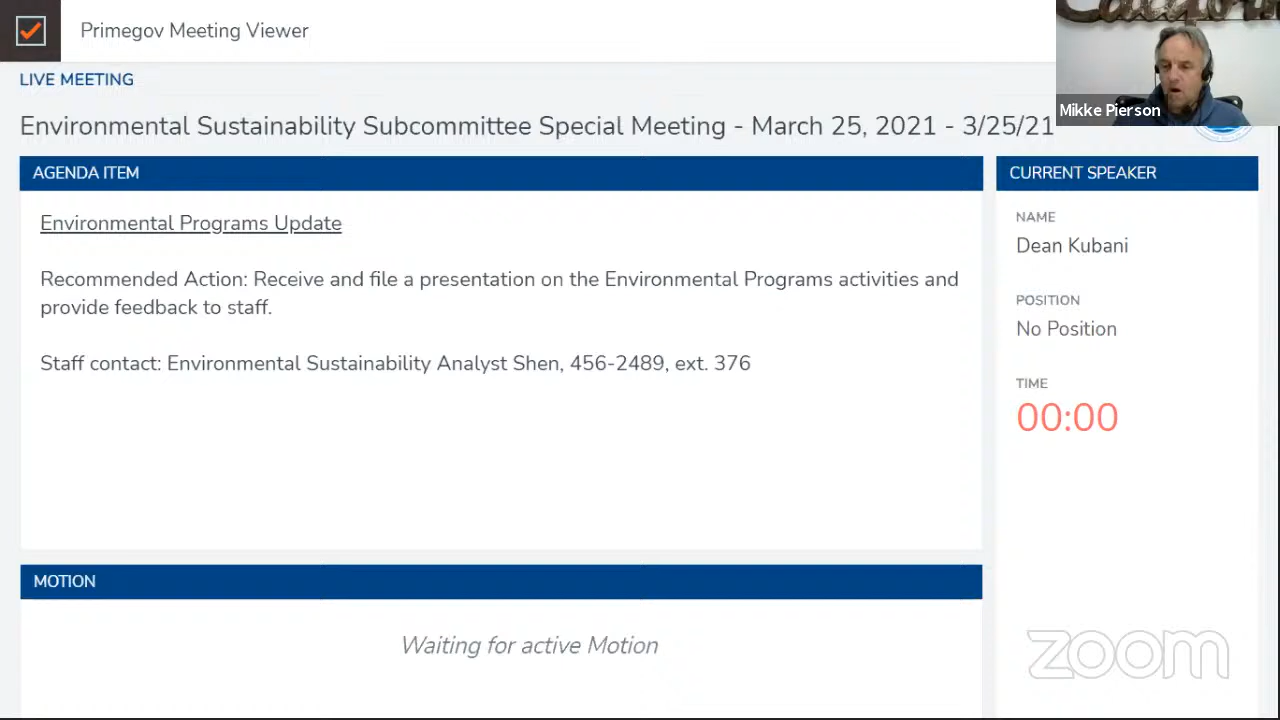 Primegov Meeting Viewer
LIVE MEETING
Environmental Sustainability Subcommittee Special Meeting - March 25, 2021 - 3/25/21
Mikke Pierson
AGENDA ITEM
Environmental Programs Update
Recommended Action: Receive and file a presentation on the Environmental Programs activities and
provide feedback to staff.
Staff contact: Environmental Sustainability Analyst Shen, 456-2489, ext. 376
CURRENT SPEAKER
NAME
Dean Kubani
POSITION
No Position
TIME
00:00
MOTION
Waiting for active Motion
zoom